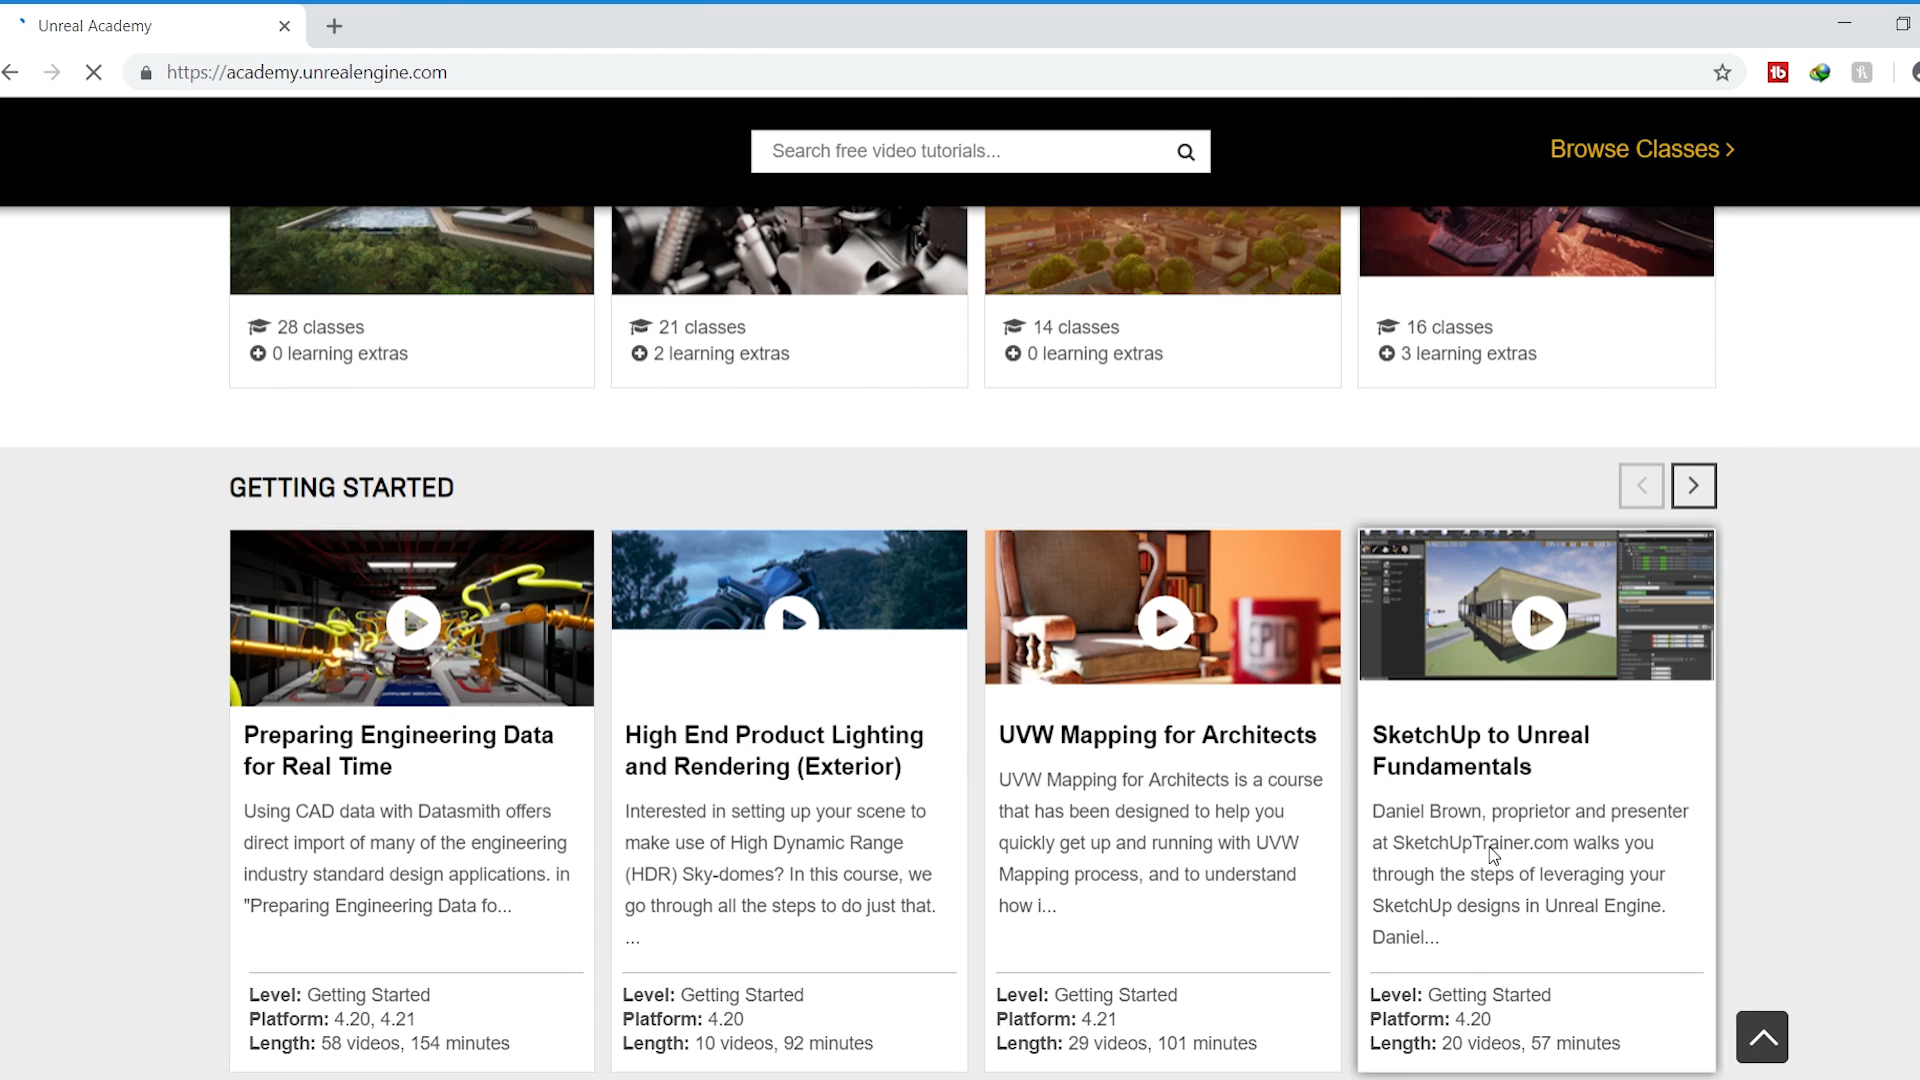 Unreal Academy
https://academy.unrealengine.com
Search free video tutorials...
Browse Classes >
28 classes
0 learning extras
21 classes
2 learning extras
14 classes
0 learning extras
16 classes
3 learning extras
GETTING STARTED
EPIC
Preparing Engineering Data
for Real Time
Using CAD data with Datasmith offers
direct import of many of the engineering
industry standard design applications. in
"Preparing Engineering Data fo...
Level: Getting Started
Platform: 4.20, 4.21
Length: 58 videos, 154 minutes
High End Product Lighting
and Rendering (Exterior)
Interested in setting up your scene to
make use of High Dynamic Range
(HDR) Sky-domes? In this course, we
go through all the steps to do just that.
...
Level: Getting Started
Platform: 4.20
Length: 10 videos, 92 minutes
UVW Mapping for Architects
UVW Mapping for Architects is a course
that has been designed to help you
quickly get up and running with UVW
Mapping process, and to understand
how i...
Level: Getting Started
Platform: 4.21
Length: 29 videos, 101 minutes
SketchUp to Unreal
Fundamentals
Daniel Brown, proprietor and presenter
at SketchUpTrainer.com walks you
through the steps of leveraging your
SketchUp designs in Unreal Engine.
Daniel...
Level: Getting Started
Platform: 4.20
Length: 20 videos, 57 minutes